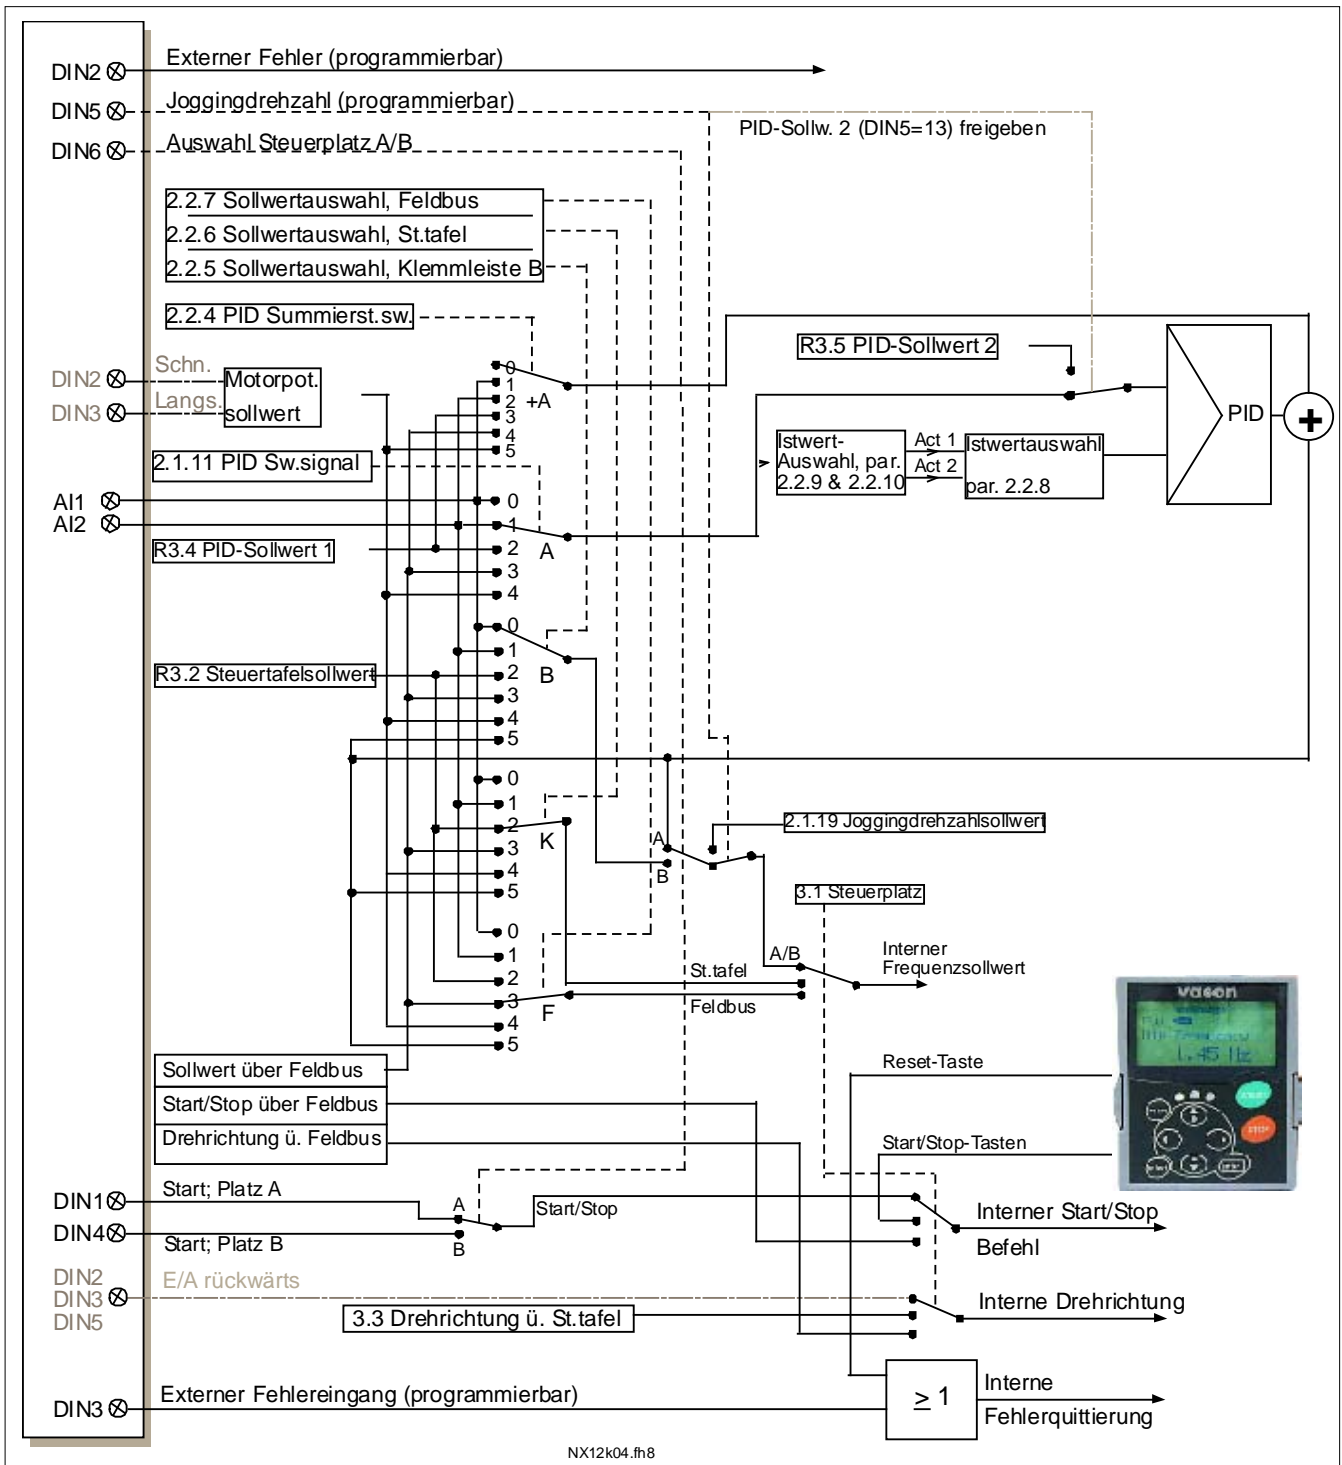 DIN2 Externer Fehler (programmierbar)
DIN5 Joggingdrehzahl (programmierbar)
PID-Sollw. 2 (DIN5=13) freigeben
DIN6 Auswahl Steuerplatz A/B
2.2.7 Sollwertauswahl, Feldbus
2.2.6 Sollwertauswahl, St.tafel
2.2.5 Sollwertauswahl, Klemmleiste B
2.2.4 PID Summierst.sw.
R3.5 PID-Sollwert 2
DIN2 Schn.
DIN3 Langs.
Motorpot.
sollwert
0
1
2
3
4
5
+A
PID
+
Istwert-
Auswahl, par.
2.2.9 & 2.2.10
Act 1
Act 2
Istwertauswahl
par. 2.2.8
2.1.11 PID Sw.signal
AI1
AI2
R3.4 PID-Sollwert 1
0
1
2
3
4
A
0
1
2
3
4
5
B
R3.2 Steuertafelsollwert
0
1
2
3
4
5
K
A
B
2.1.19 Joggingdrehzahlsollwert
3.1 Steuerplatz
0
1
2
3
4
5
F
A/B
St.tafel
Feldbus
Interner
Frequenzsollwert
vacon
1.45 Hz
STOP
Sollwert über Feldbus
Start/Stop über Feldbus
Drehrichtung ü. Feldbus
Reset-Taste
Start/Stop-Tasten
DIN1 Start; Platz A
DIN4 Start; Platz B
A
B
Start/Stop
Interner Start/Stop
Befehl
DIN2
DIN3
DIN5
E/A rückwärts
3.3 Drehrichtung ü. St.tafel
Interne Drehrichtung
DIN3 Externer Fehlereingang (programmierbar)
≥ 1
Interne
Fehlerquittierung
NX12k04.fh8